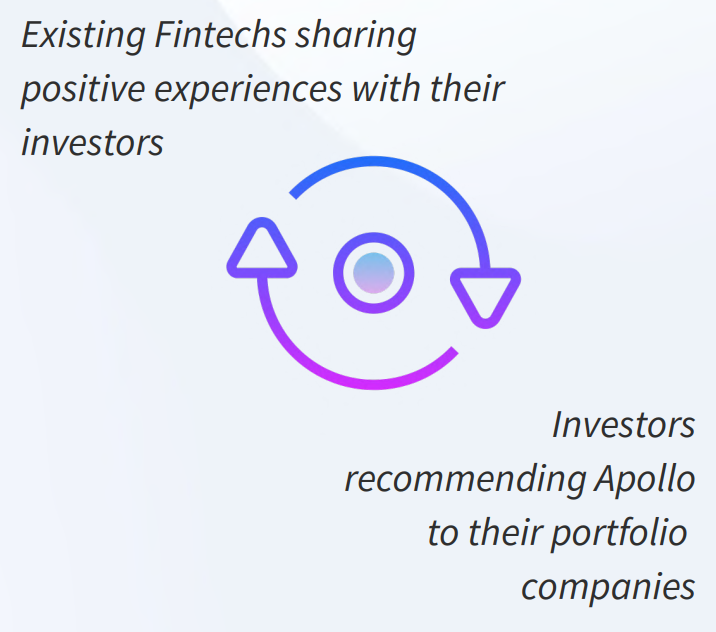 Existing Fintechs sharing
positive experiences with their
investors
Investors
recommending Apollo
to their portfolio
companies